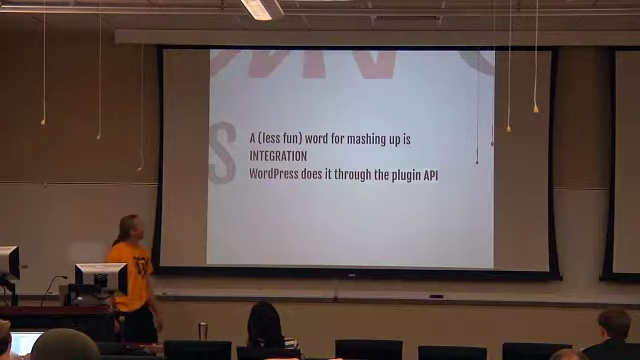 A (less fun) word for mashing up is
INTEGRATION
WordPress does it through the plugin API
S